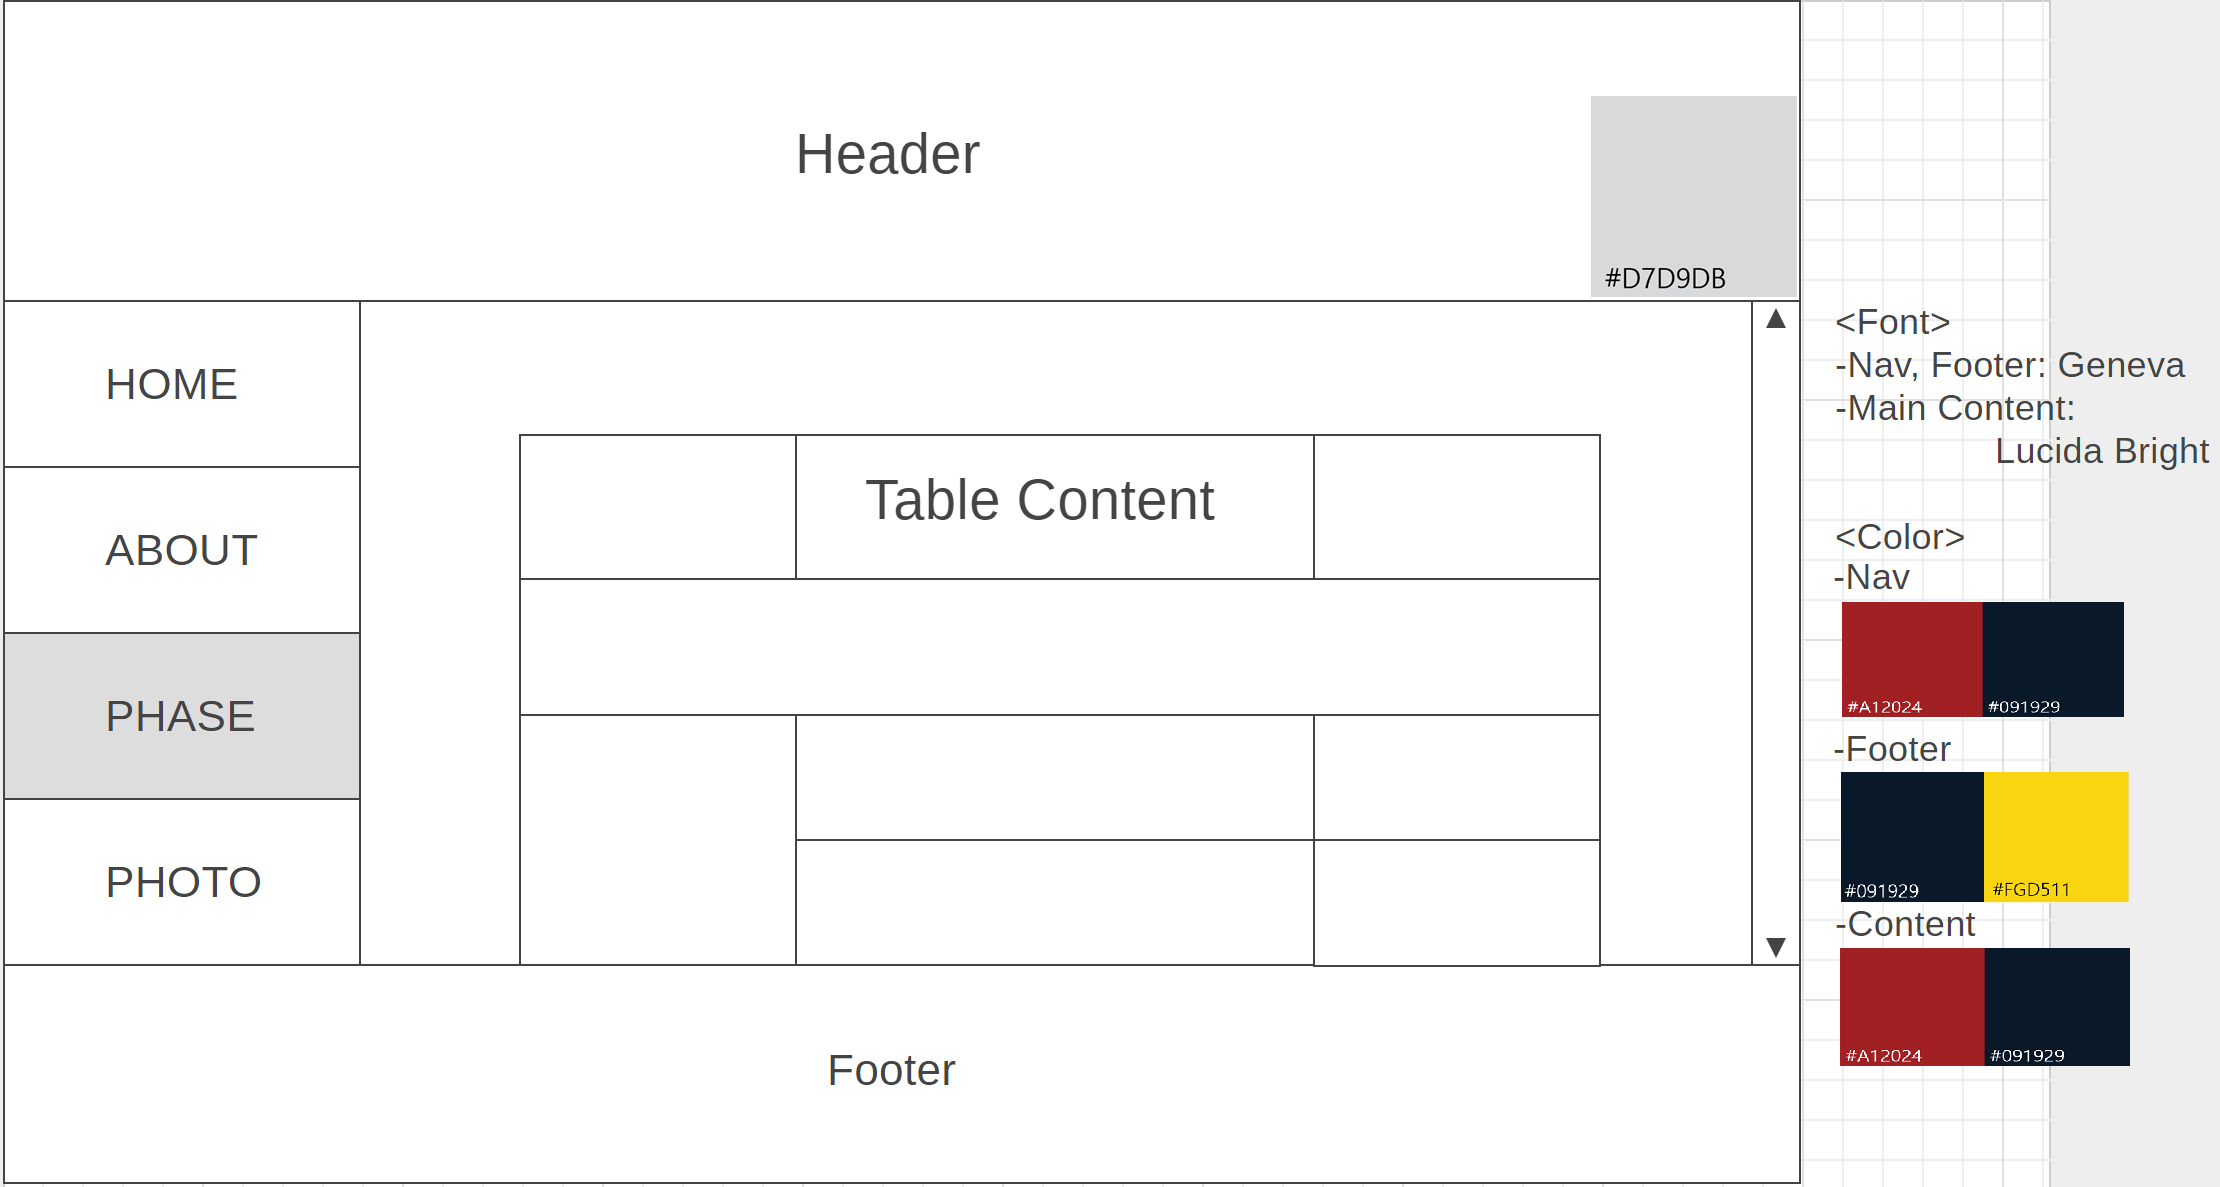 Header
#D7D9DB
HOME
ABOUT
PHASE
PHOTO
Table Content
Footer
<Font>
-Nav, Footer: Geneva
-Main Content:
Lucida Bright
<Color>
-Nav
#A12024
#091929
-Footer
#091929
#FGD511
-Content
#A12024
#091929